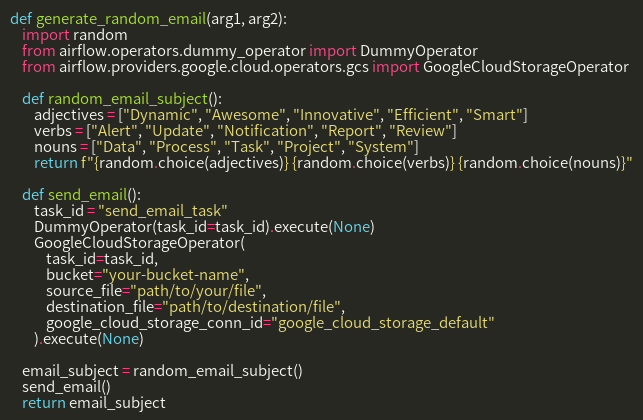 def generate_random_email(arg1, arg2):
    import random
    from airflow.operators.dummy_operator import DummyOperator
    from airflow.providers.google.cloud.operators.gcs import GoogleCloudStorageOperator

    def random_email_subject():
        adjectives = ["Dynamic", "Awesome", "Innovative", "Efficient", "Smart"]
        verbs = ["Alert", "Update", "Notification", "Report", "Review"]
        nouns = ["Data", "Process", "Task", "Project", "System"]
        return f"{random.choice(adjectives)} {random.choice(verbs)} {random.choice(nouns)}"

    def send_email():
        task_id = "send_email_task"
        DummyOperator(task_id=task_id).execute(None)
        GoogleCloudStorageOperator(
            task_id=task_id,
            bucket="your-bucket-name",
            source_file="path/to/your/file",
            destination_file="path/to/destination/file",
            google_cloud_storage_conn_id="google_cloud_storage_default"
        ).execute(None)

    email_subject = random_email_subject()
    send_email()
    return email_subject